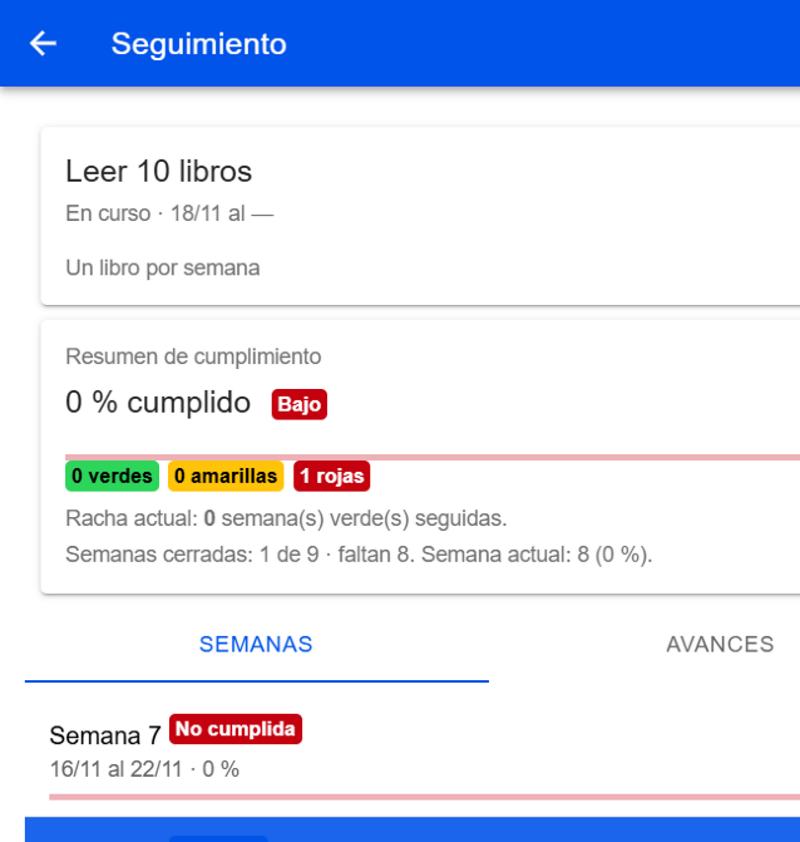 Seguimiento
Leer 10 libros
En curso · 18/11 al —
Un libro por semana
Resumen de cumplimiento
0 % cumplido Bajo
0 verdes 0 amarillas 1 rojas
Racha actual: 0 semana(s) verde(s) seguidas.
Semanas cerradas: 1 de 9 · faltan 8. Semana actual: 8 (0 %).
SEMANAS AVANCES
Semana 7 No cumplida
16/11 al 22/11 · 0 %